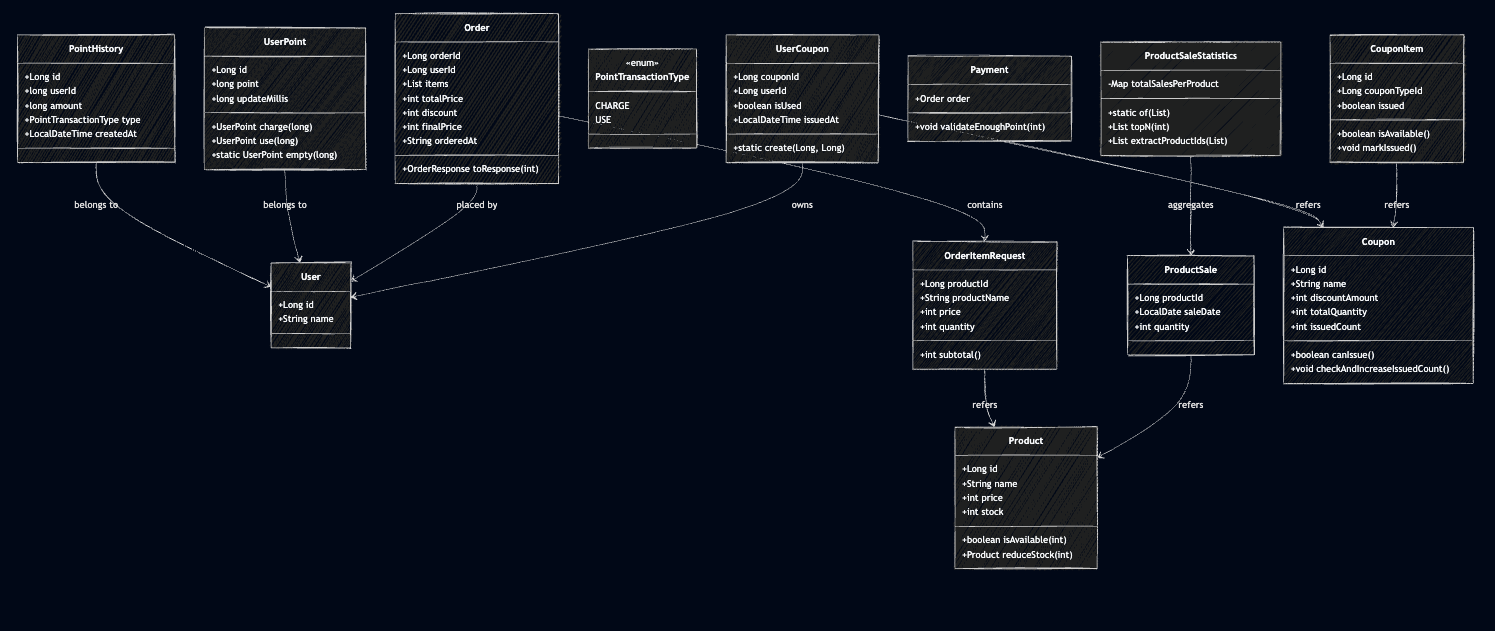 PointHistory
+Long id
+long userId
+long amount
+PointTransactionType type
+LocalDateTime createdAt
UserPoint
+Long id
+long point
+long updateMillis
+UserPoint charge(long)
+UserPoint use(long)
+static UserPoint empty(long)
Order
+Long orderId
+Long userId
+List items
+int totalPrice
+int discount
+int finalPrice
+String orderedAt
+OrderResponse toResponse(int)
«enum»
PointTransactionType
CHARGE
USE
UserCoupon
+Long couponId
+Long userId
+boolean isUsed
+LocalDateTime issuedAt
+static create(Long, Long)
Payment
+Order order
+void validateEnoughPoint(int)
ProductSaleStatistics
-Map totalSalesPerProduct
+static of(List)
+List topN(int)
+List extractProductIds(List)
CouponItem
+Long id
+Long couponTypeId
+boolean issued
+boolean isAvailable()
+void markIssued()
belongs to
belongs to
placed by
owns
contains
aggregates
refers
refers
User
+Long id
+String name
OrderItemRequest
+Long productId
+String productName
+int price
+int quantity
+int subtotal()
ProductSale
+Long productId
+LocalDate saleDate
+int quantity
Coupon
+Long id
+String name
+int discountAmount
+int totalQuantity
+int issuedCount
+boolean canIssue()
+void checkAndIncreaseIssuedCount()
refers
refers
Product
+Long id
+String name
+int price
+int stock
+boolean isAvailable(int)
+Product reduceStock(int)